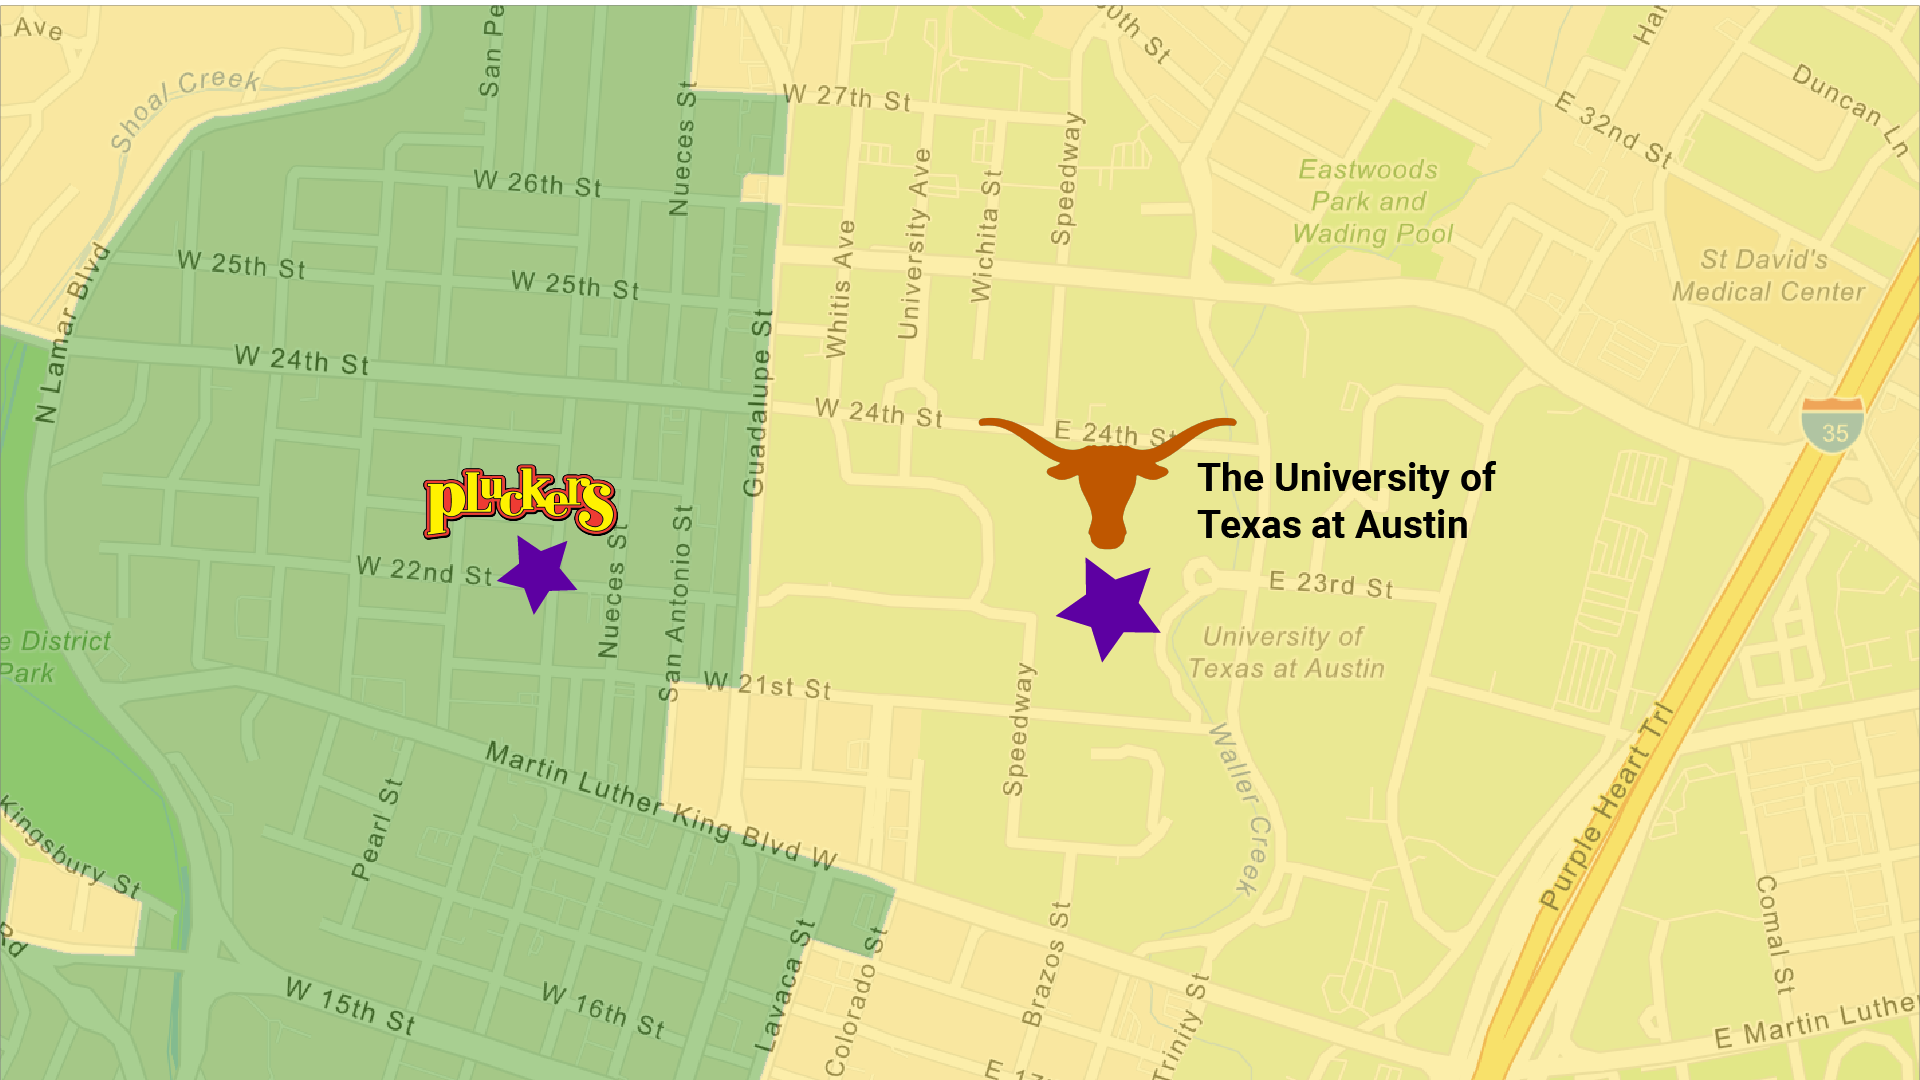 Ave
Shoal Creek
San Pe
Nueces St
W 27th St
0th St
Har
Duncan Ln
E 32nd St
Speedway
W 26th St
University Ave
Wichita St
Whitis Ave
Eastwoods
Park and
Wading Pool
St David's
Medical Center
N Lamar Blvd
W 25th St
W 25th St
Guadalupe St
W 24th St
W 24th St
E 24th St
35
pluckers
The University of
Texas at Austin
W 22nd St
Nueces St
San Antonio St
E 23rd St
University of
Texas at Austin
e District
Park
W 21st St
Speedway
Waller Creek
Purple Heart Trl
Martin Luther King Blvd W
Pearl St
Kingsbury St
Rd
Lavaca St
Colorado St
Brazos St
Trinity St
Comal St
W 15th St
W 16th St
E 17
E Martin Luthe